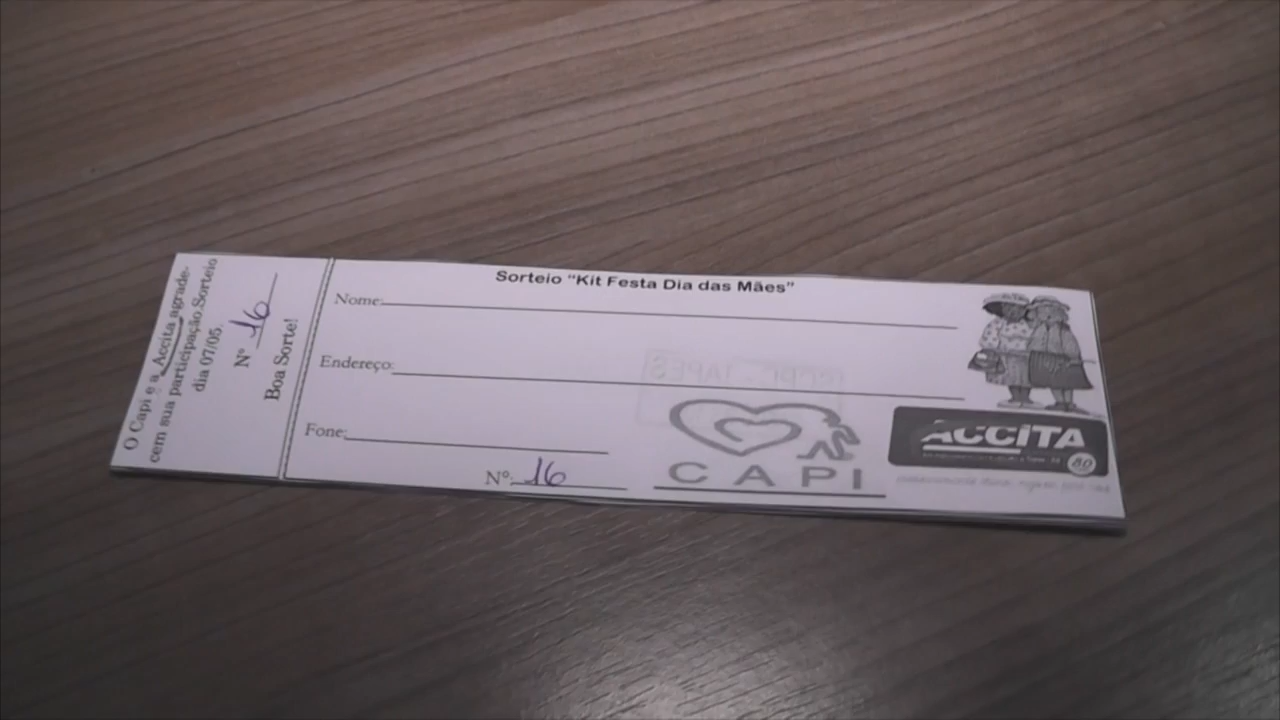 O Capi e a Accita agrade-
cem sua participação.Sorteio
dia 07/05.
Nº 16
Boa Sorte!
Sorteio "Kit Festa Dia das Mães"
Nome:
Endereço:
Fone:
Nº: 16
CAPI
ACCITA
80